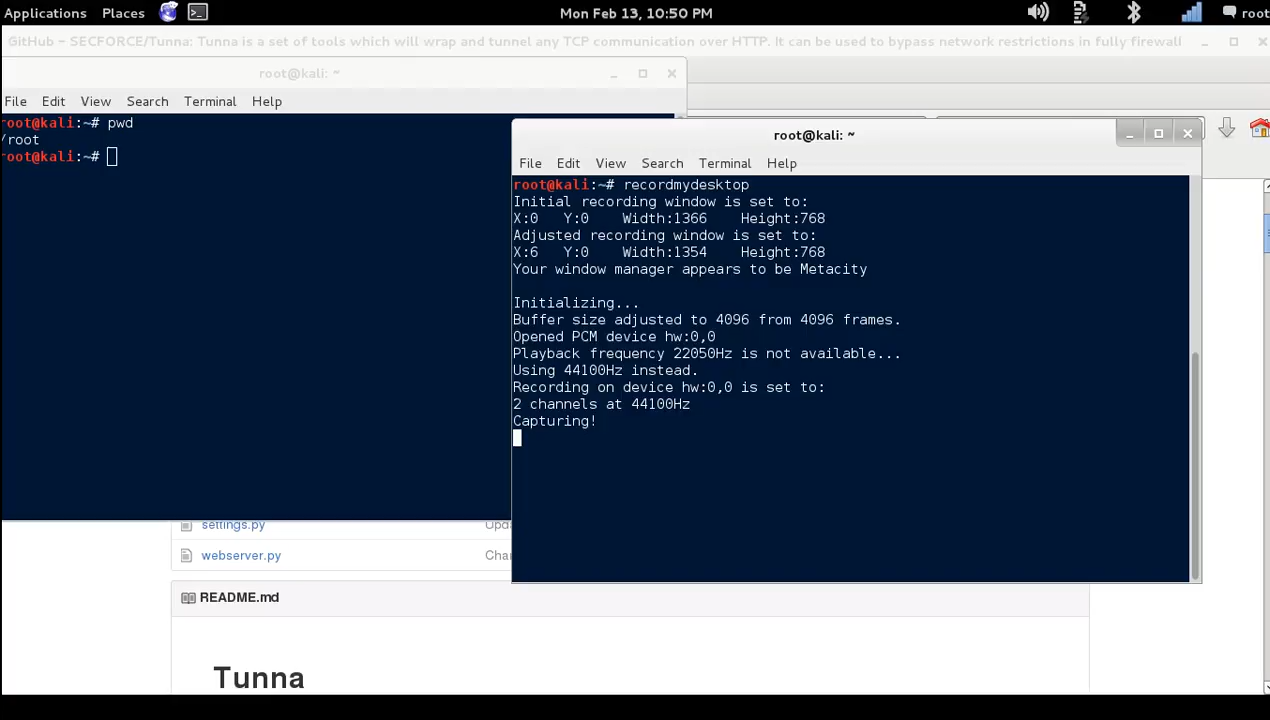 Applications Places Mon Feb 13, 10:50 PM root
GitHub - SECFORCE/Tunna: Tunna is a set of tools which will wrap and tunnel any TCP communication over HTTP. It can be used to bypass network restrictions in fully firewall
root@kali: ~
File Edit View Search Terminal Help
root@kali:~# pwd
/root
root@kali:~#
root@kali: ~
File Edit View Search Terminal Help
root@kali:~# recordmydesktop
Initial recording window is set to:
X:0 Y:0 Width:1366 Height:768
Adjusted recording window is set to:
X:6 Y:0 Width:1354 Height:768
Your window manager appears to be Metacity
Initializing...
Buffer size adjusted to 4096 from 4096 frames.
Opened PCM device hw:0,0
Playback frequency 22050Hz is not available...
Using 44100Hz instead.
Recording on device hw:0,0 is set to:
2 channels at 44100Hz
Capturing!
settings.py Upd
webserver.py Cha
README.md
Tunna